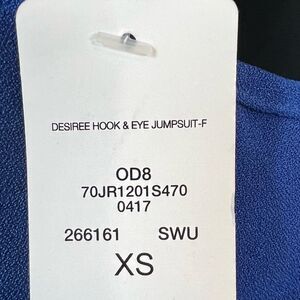 DESIREE HOOK & EYE JUMPSUIT-F
OD8
70JR1201S470
0417
266161 SWU
XS